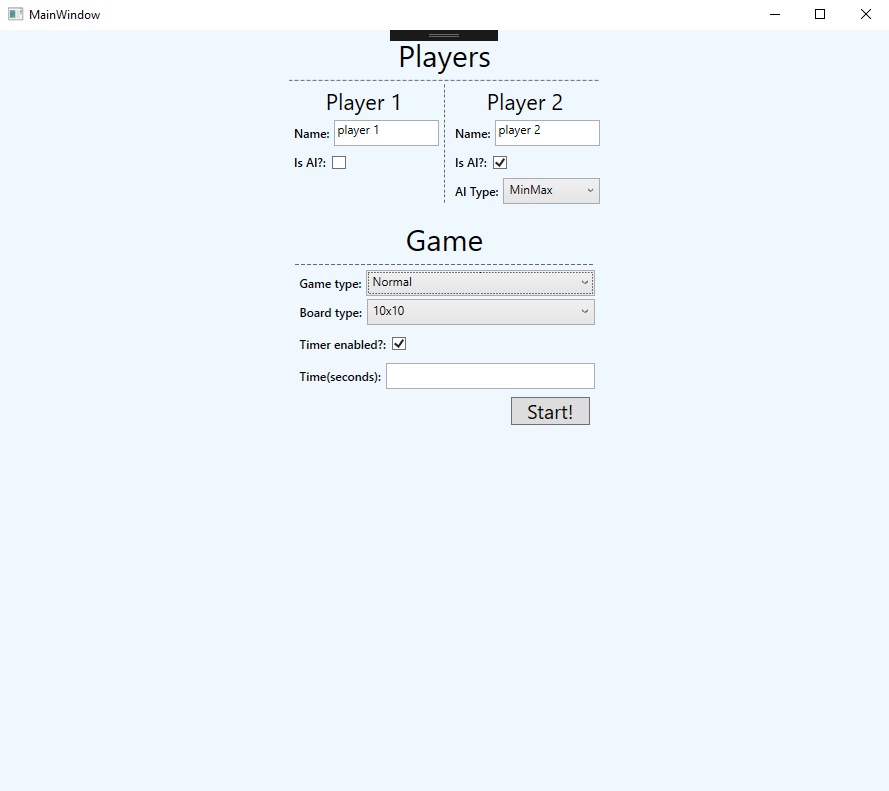 MainWindow
Players
Player 1
Name: player 1
Is AI?:
Player 2
Name: player 2
Is AI?:
AI Type: MinMax
Game
Game type: Normal
Board type: 10x10
Timer enabled?:
Time(seconds):
Start!